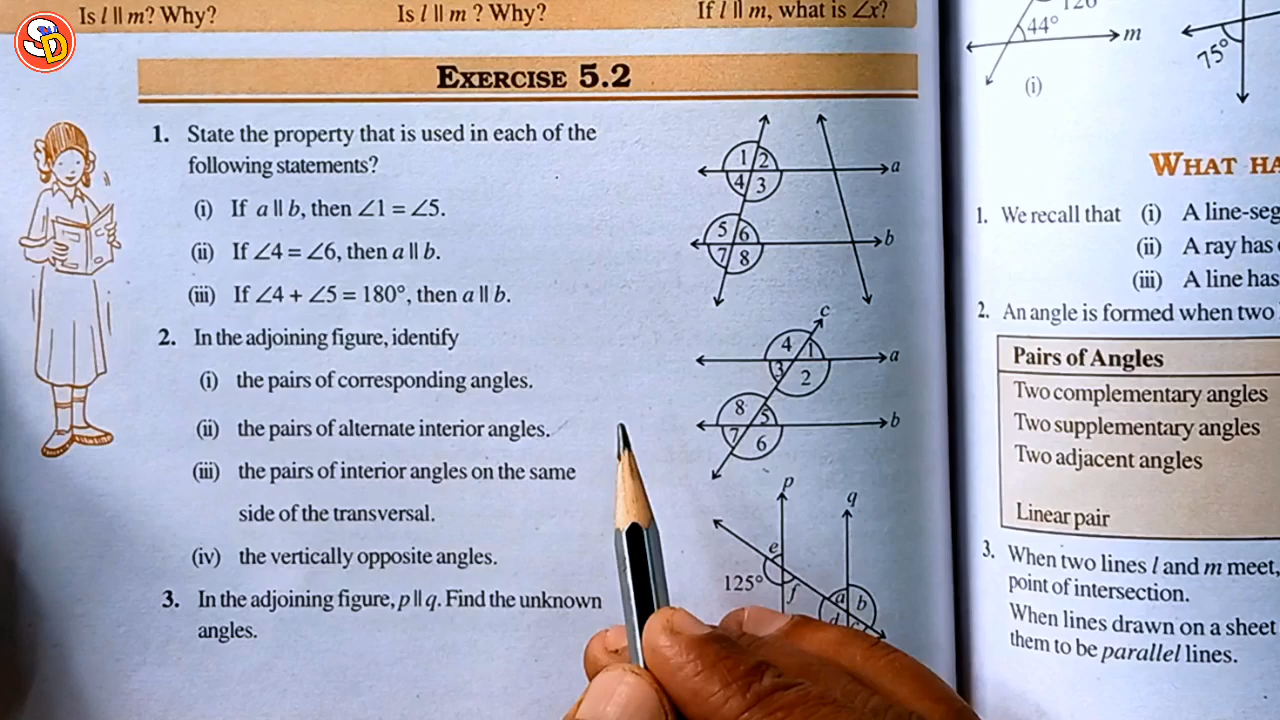 SD
Is l || m? Why?
Is l || m ? Why?
If l || m, what is ∠x?
EXERCISE 5.2
1. State the property that is used in each of the
following statements?
(i) If a || b, then ∠1 = ∠5.
(ii) If ∠4 = ∠6, then a || b.
(iii) If ∠4 + ∠5 = 180°, then a || b.
2. In the adjoining figure, identify
(i) the pairs of corresponding angles.
(ii) the pairs of alternate interior angles.
(iii) the pairs of interior angles on the same
side of the transversal.
(iv) the vertically opposite angles.
3. In the adjoining figure, p || q. Find the unknown
angles.
1 2
a
4 3
5 6
b
7 8
c
4 1
a
3 2
8 5
b
7 6
p
q
e
125°
f
a b
d c
44°
m
(i)
75°
WHAT HA
1. We recall that (i) A line-seg
(ii) A ray has
(iii) A line has
2. An angle is formed when two
Pairs of Angles
Two complementary angles
Two supplementary angles
Two adjacent angles
Linear pair
3. When two lines l and m meet,
point of intersection.
When lines drawn on a sheet
them to be parallel lines.